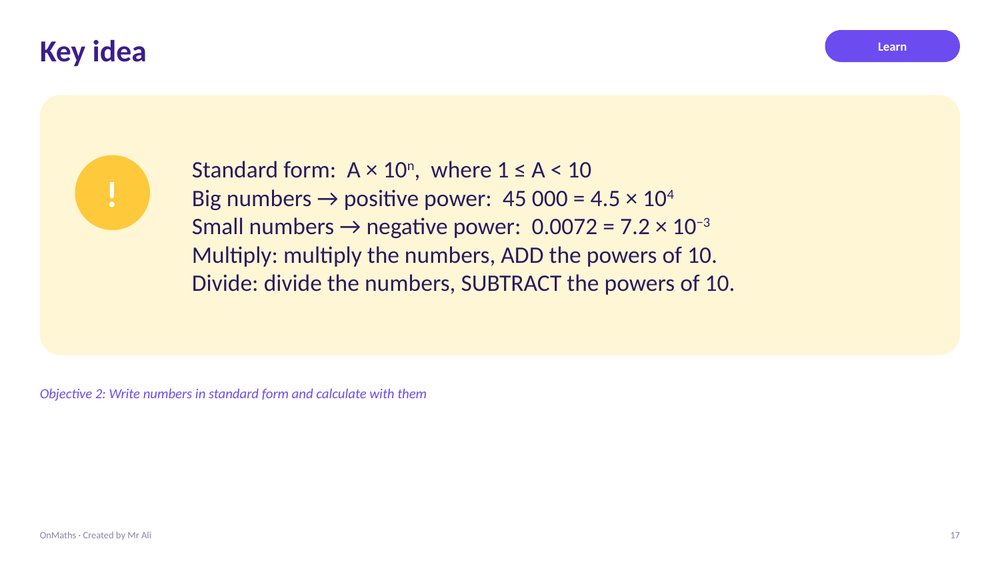 Key idea
Learn
!
Standard form:  A × 10ⁿ,  where 1 ≤ A < 10
Big numbers → positive power:  45 000 = 4.5 × 10⁴
Small numbers → negative power:  0.0072 = 7.2 × 10⁻³
Multiply: multiply the numbers, ADD the powers of 10.
Divide: divide the numbers, SUBTRACT the powers of 10.
Objective 2: Write numbers in standard form and calculate with them
OnMaths · Created by Mr Ali
17